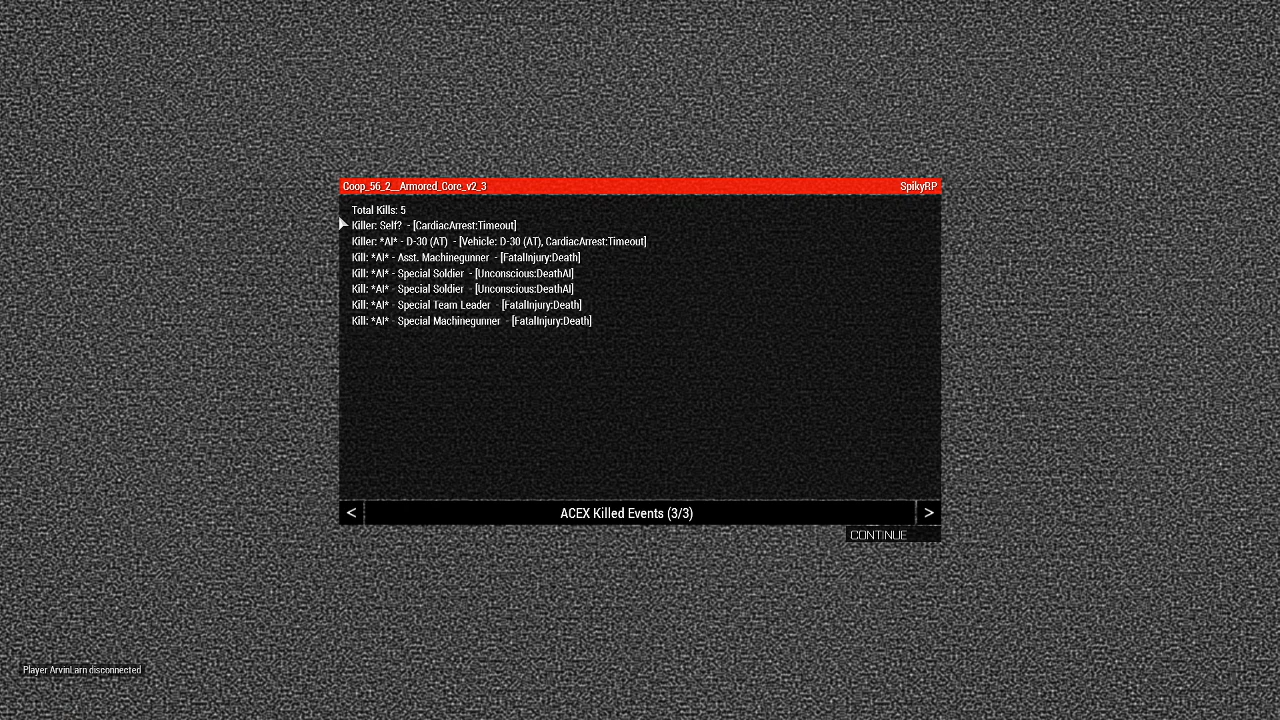 Coop_56_2__Armored_Core_v2_3 SpikyRP
Total Kills: 5
Killer: Self? - [CardiacArrest:Timeout]
Killer: *AI* - D-30 (AT) - [Vehicle: D-30 (AT), CardiacArrest:Timeout]
Kill: *AI* - Asst. Machinegunner - [FatalInjury:Death]
Kill: *AI* - Special Soldier - [Unconscious:DeathAI]
Kill: *AI* - Special Soldier - [Unconscious:DeathAI]
Kill: *AI* - Special Team Leader - [FatalInjury:Death]
Kill: *AI* - Special Machinegunner - [FatalInjury:Death]
< ACEX Killed Events (3/3) >
CONTINUE
Player ArvinLarn disconnected